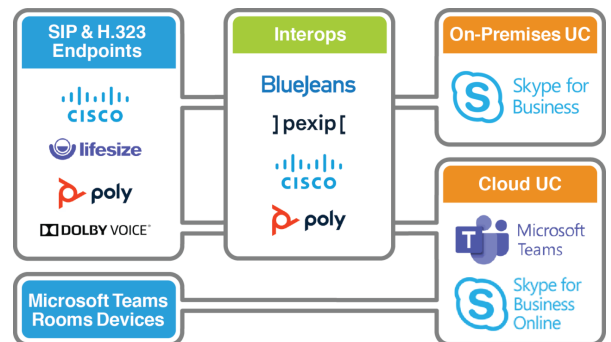 SIP & H.323
Endpoints
CISCO
lifesize
poly
DOLBY VOICE
Microsoft Teams
Rooms Devices
Interops
BlueJeans
]pexip[
CISCO
poly
On-Premises UC
S
Skype for
Business
Cloud UC
T
Microsoft
Teams
S
Skype for
Business
Online